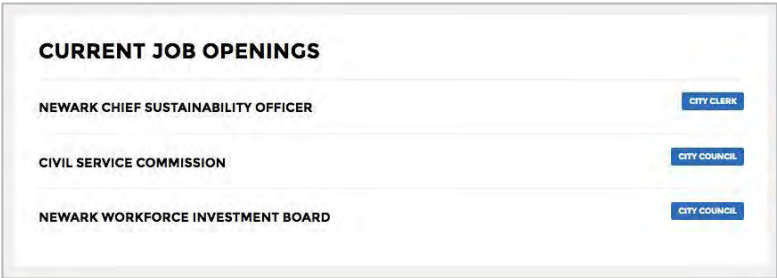 CURRENT JOB OPENINGS
NEWARK CHIEF SUSTAINABILITY OFFICER
CITY CLERK
CIVIL SERVICE COMMISSION
CITY COUNCIL
NEWARK WORKFORCE INVESTMENT BOARD
CITY COUNCIL